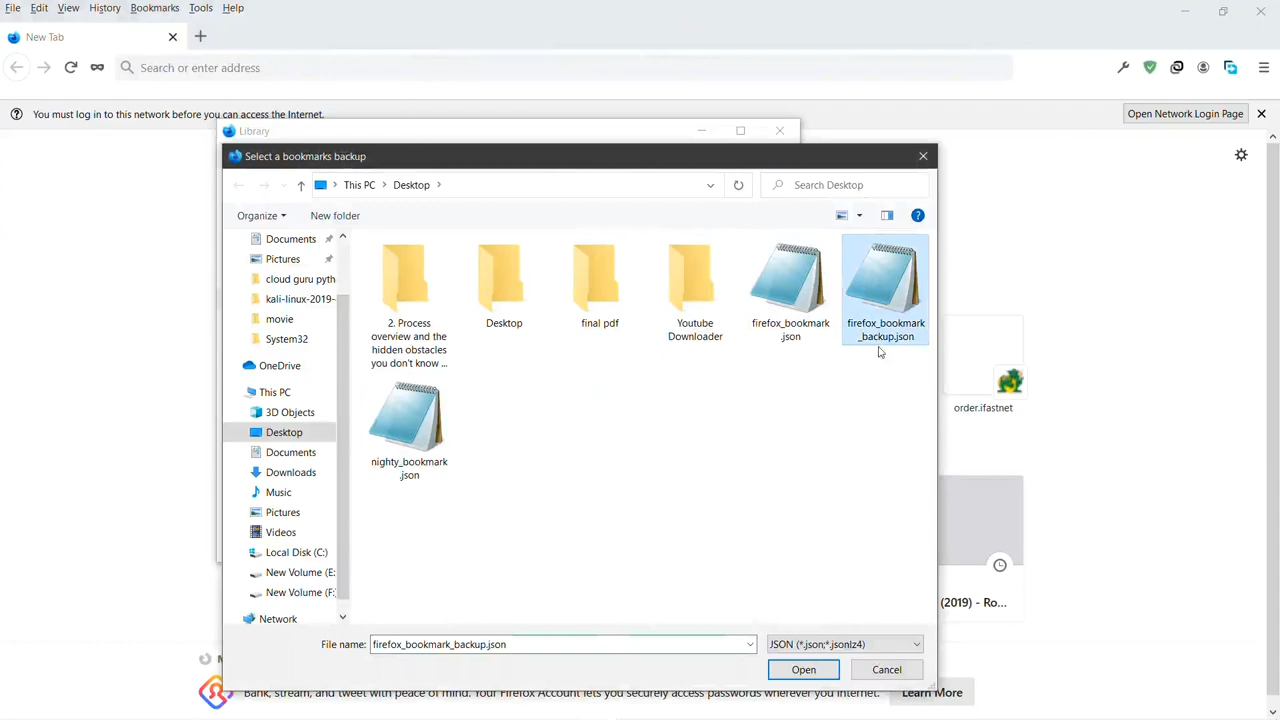 File Edit View History Bookmarks Tools Help
New Tab
Search or enter address
You must log in to this network before you can access the Internet.
Open Network Login Page
Library
Select a bookmarks backup
This PC
Desktop
Search Desktop
Organize
New folder
Documents
Pictures
cloud guru pyth
kali-linux-2019-
movie
System32
OneDrive
This PC
3D Objects
Desktop
Documents
Downloads
Music
Pictures
Videos
Local Disk (C:)
New Volume (E:
New Volume (F:
Network
2. Process
overview and the
hidden obstacles
you don't know ...
Desktop
final pdf
Youtube
Downloader
firefox_bookmark
.json
firefox_bookmark
_backup.json
nighty_bookmark
.json
order.ifastnet
(2019) - Ro...
File name:
firefox_bookmark_backup.json
JSON (*.json;*.jsonlz4)
Open
Cancel
Bank, stream, and tweet with peace of mind. Your Firefox Account lets you securely access passwords wherever you internet.
Learn More